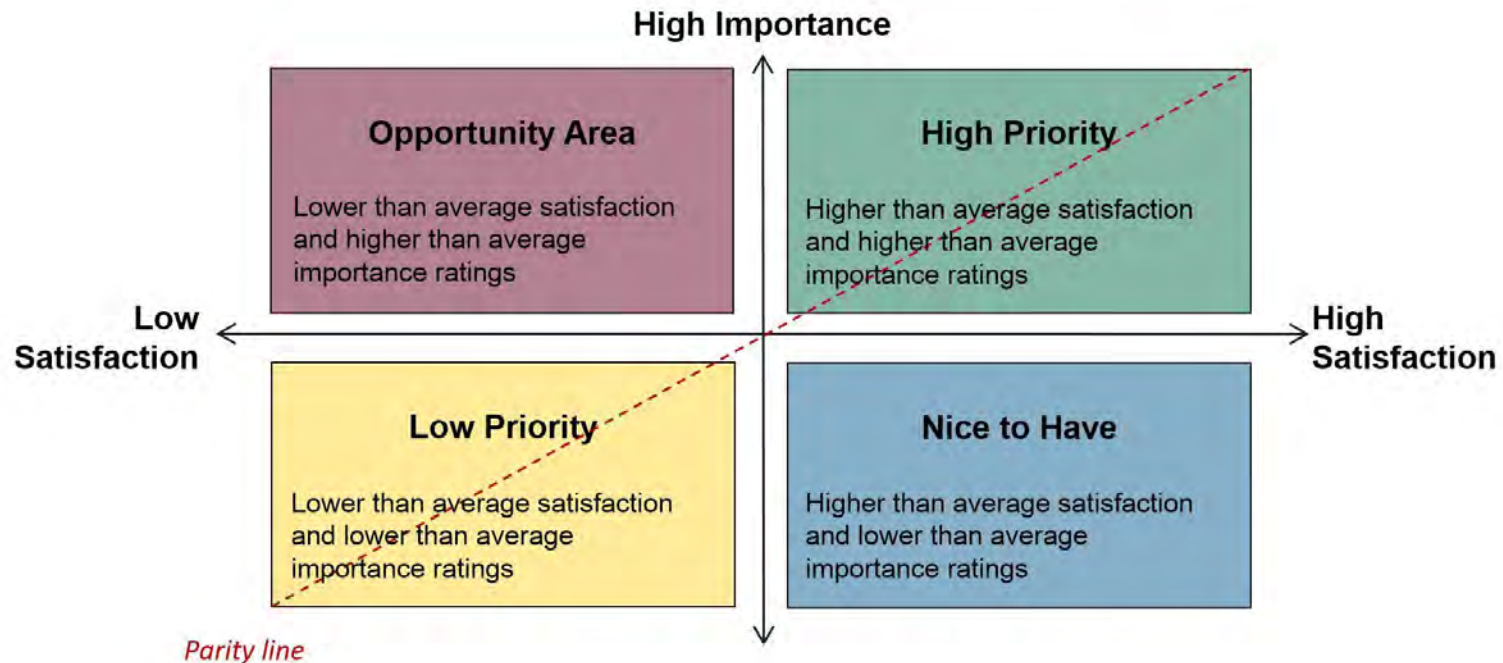 High Importance
Opportunity Area
Lower than average satisfaction
and higher than average
importance ratings
High Priority
Higher than average satisfaction
and higher than average
importance ratings
Low
Satisfaction
High
Satisfaction
Low Priority
Lower than average satisfaction
and lower than average
importance ratings
Nice to Have
Higher than average satisfaction
and lower than average
importance ratings
Parity line